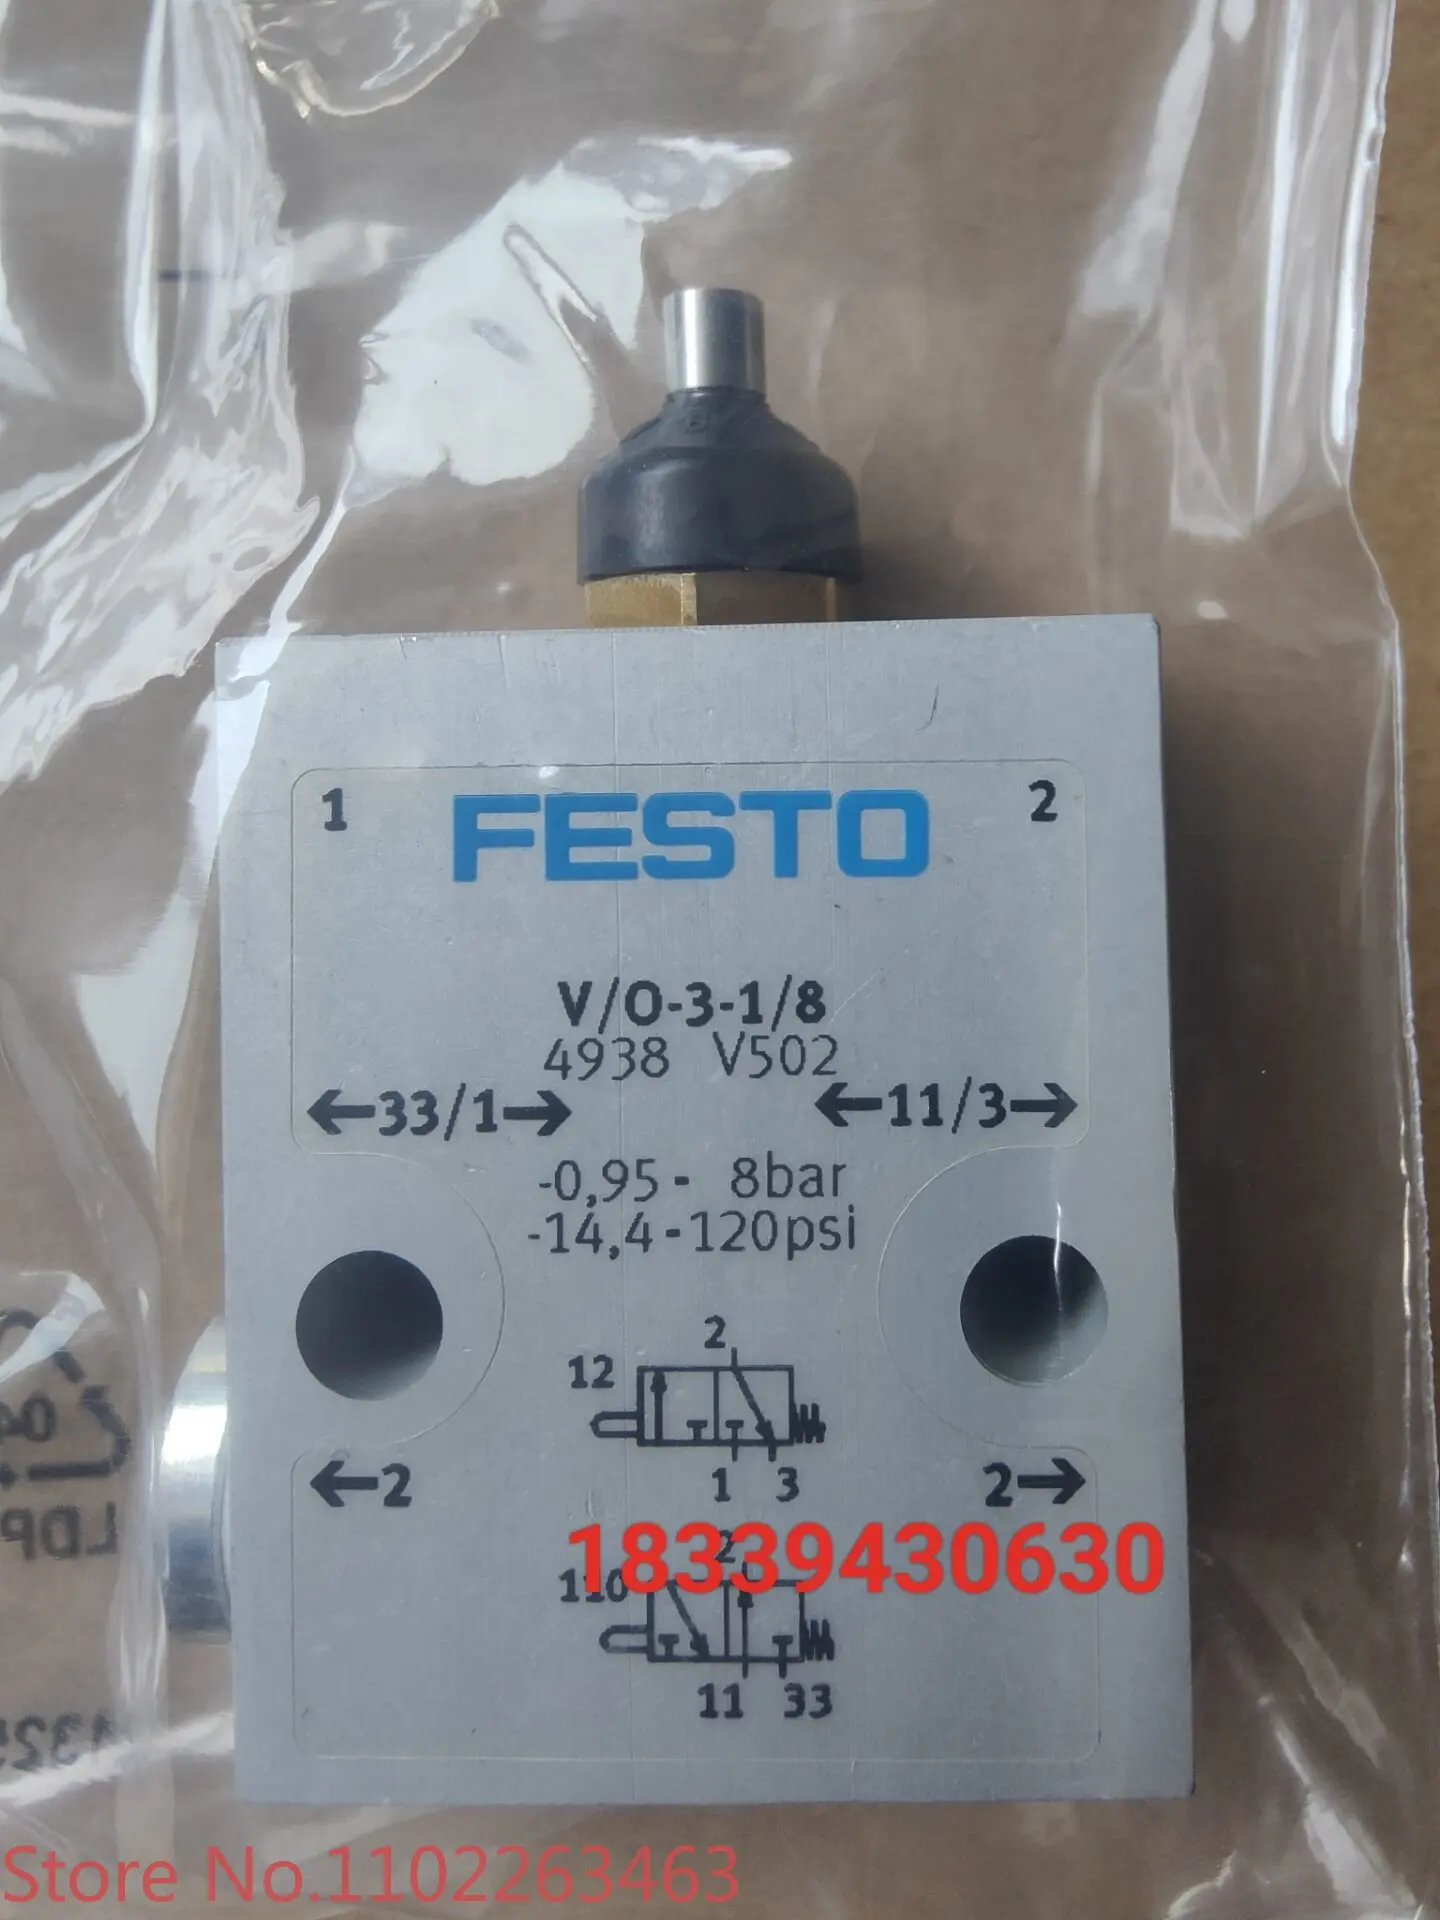 1 FESTO 2
V/O-3-1/8
4938 V502
←33/1→ ←11/3→
-0,95- 8bar
-14,4-120psi
2
12
1 3
←2 2→
18339430630
2
110
11 33
LDP
Store No.1102263463